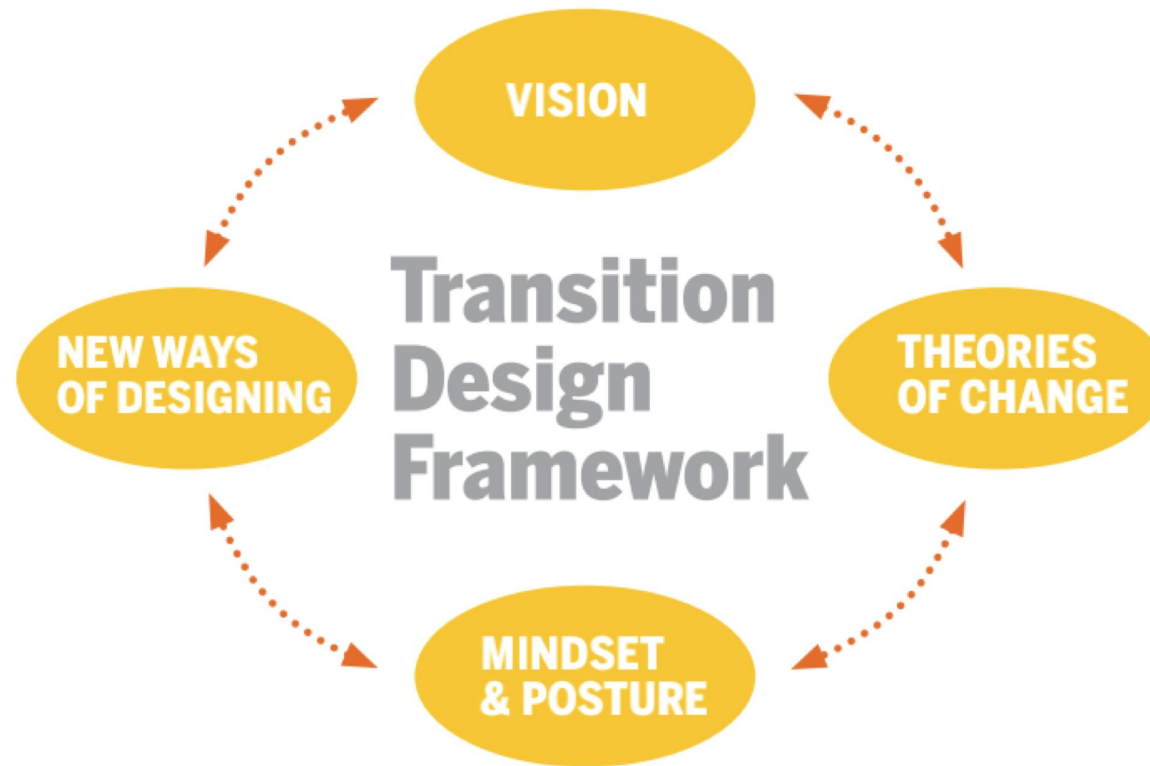 VISION
Transition
Design
Framework
NEW WAYS
OF DESIGNING
THEORIES
OF CHANGE
MINDSET
& POSTURE